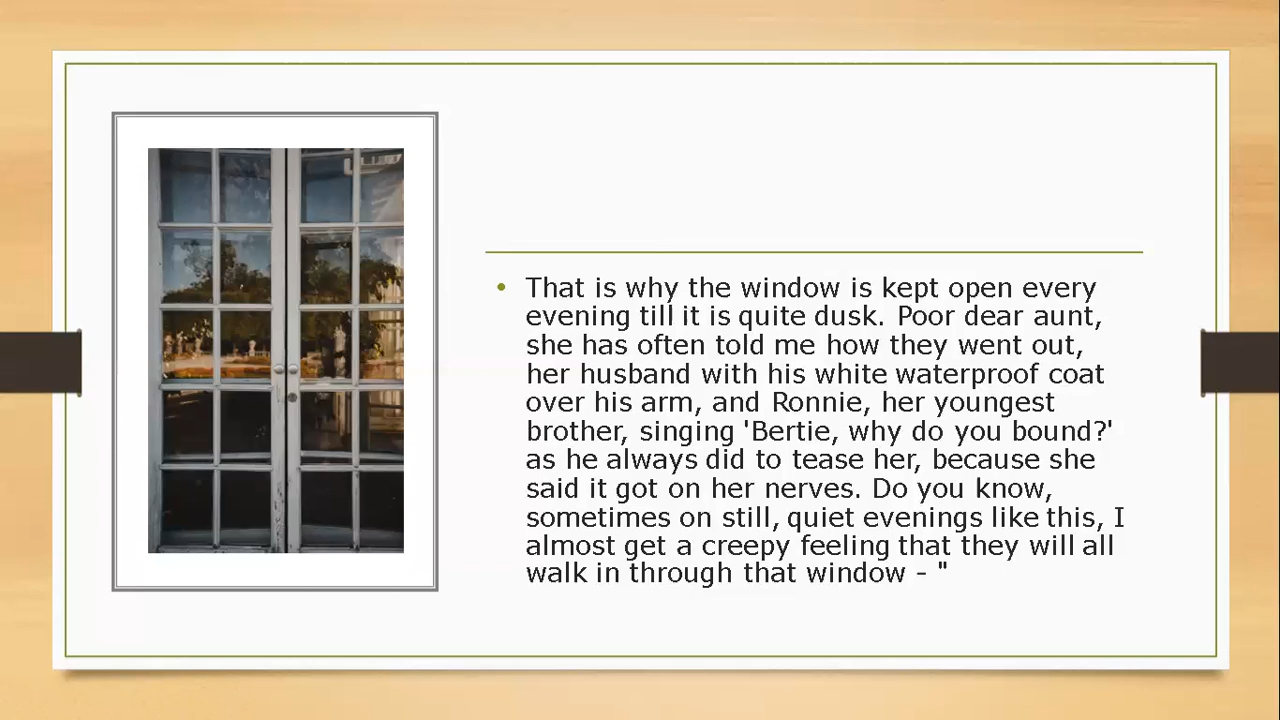 That is why the window is kept open every
evening till it is quite dusk. Poor dear aunt,
she has often told me how they went out,
her husband with his white waterproof coat
over his arm, and Ronnie, her youngest
brother, singing 'Bertie, why do you bound?'
as he always did to tease her, because she
said it got on her nerves. Do you know,
sometimes on still, quiet evenings like this, I
almost get a creepy feeling that they will all
walk in through that window - "